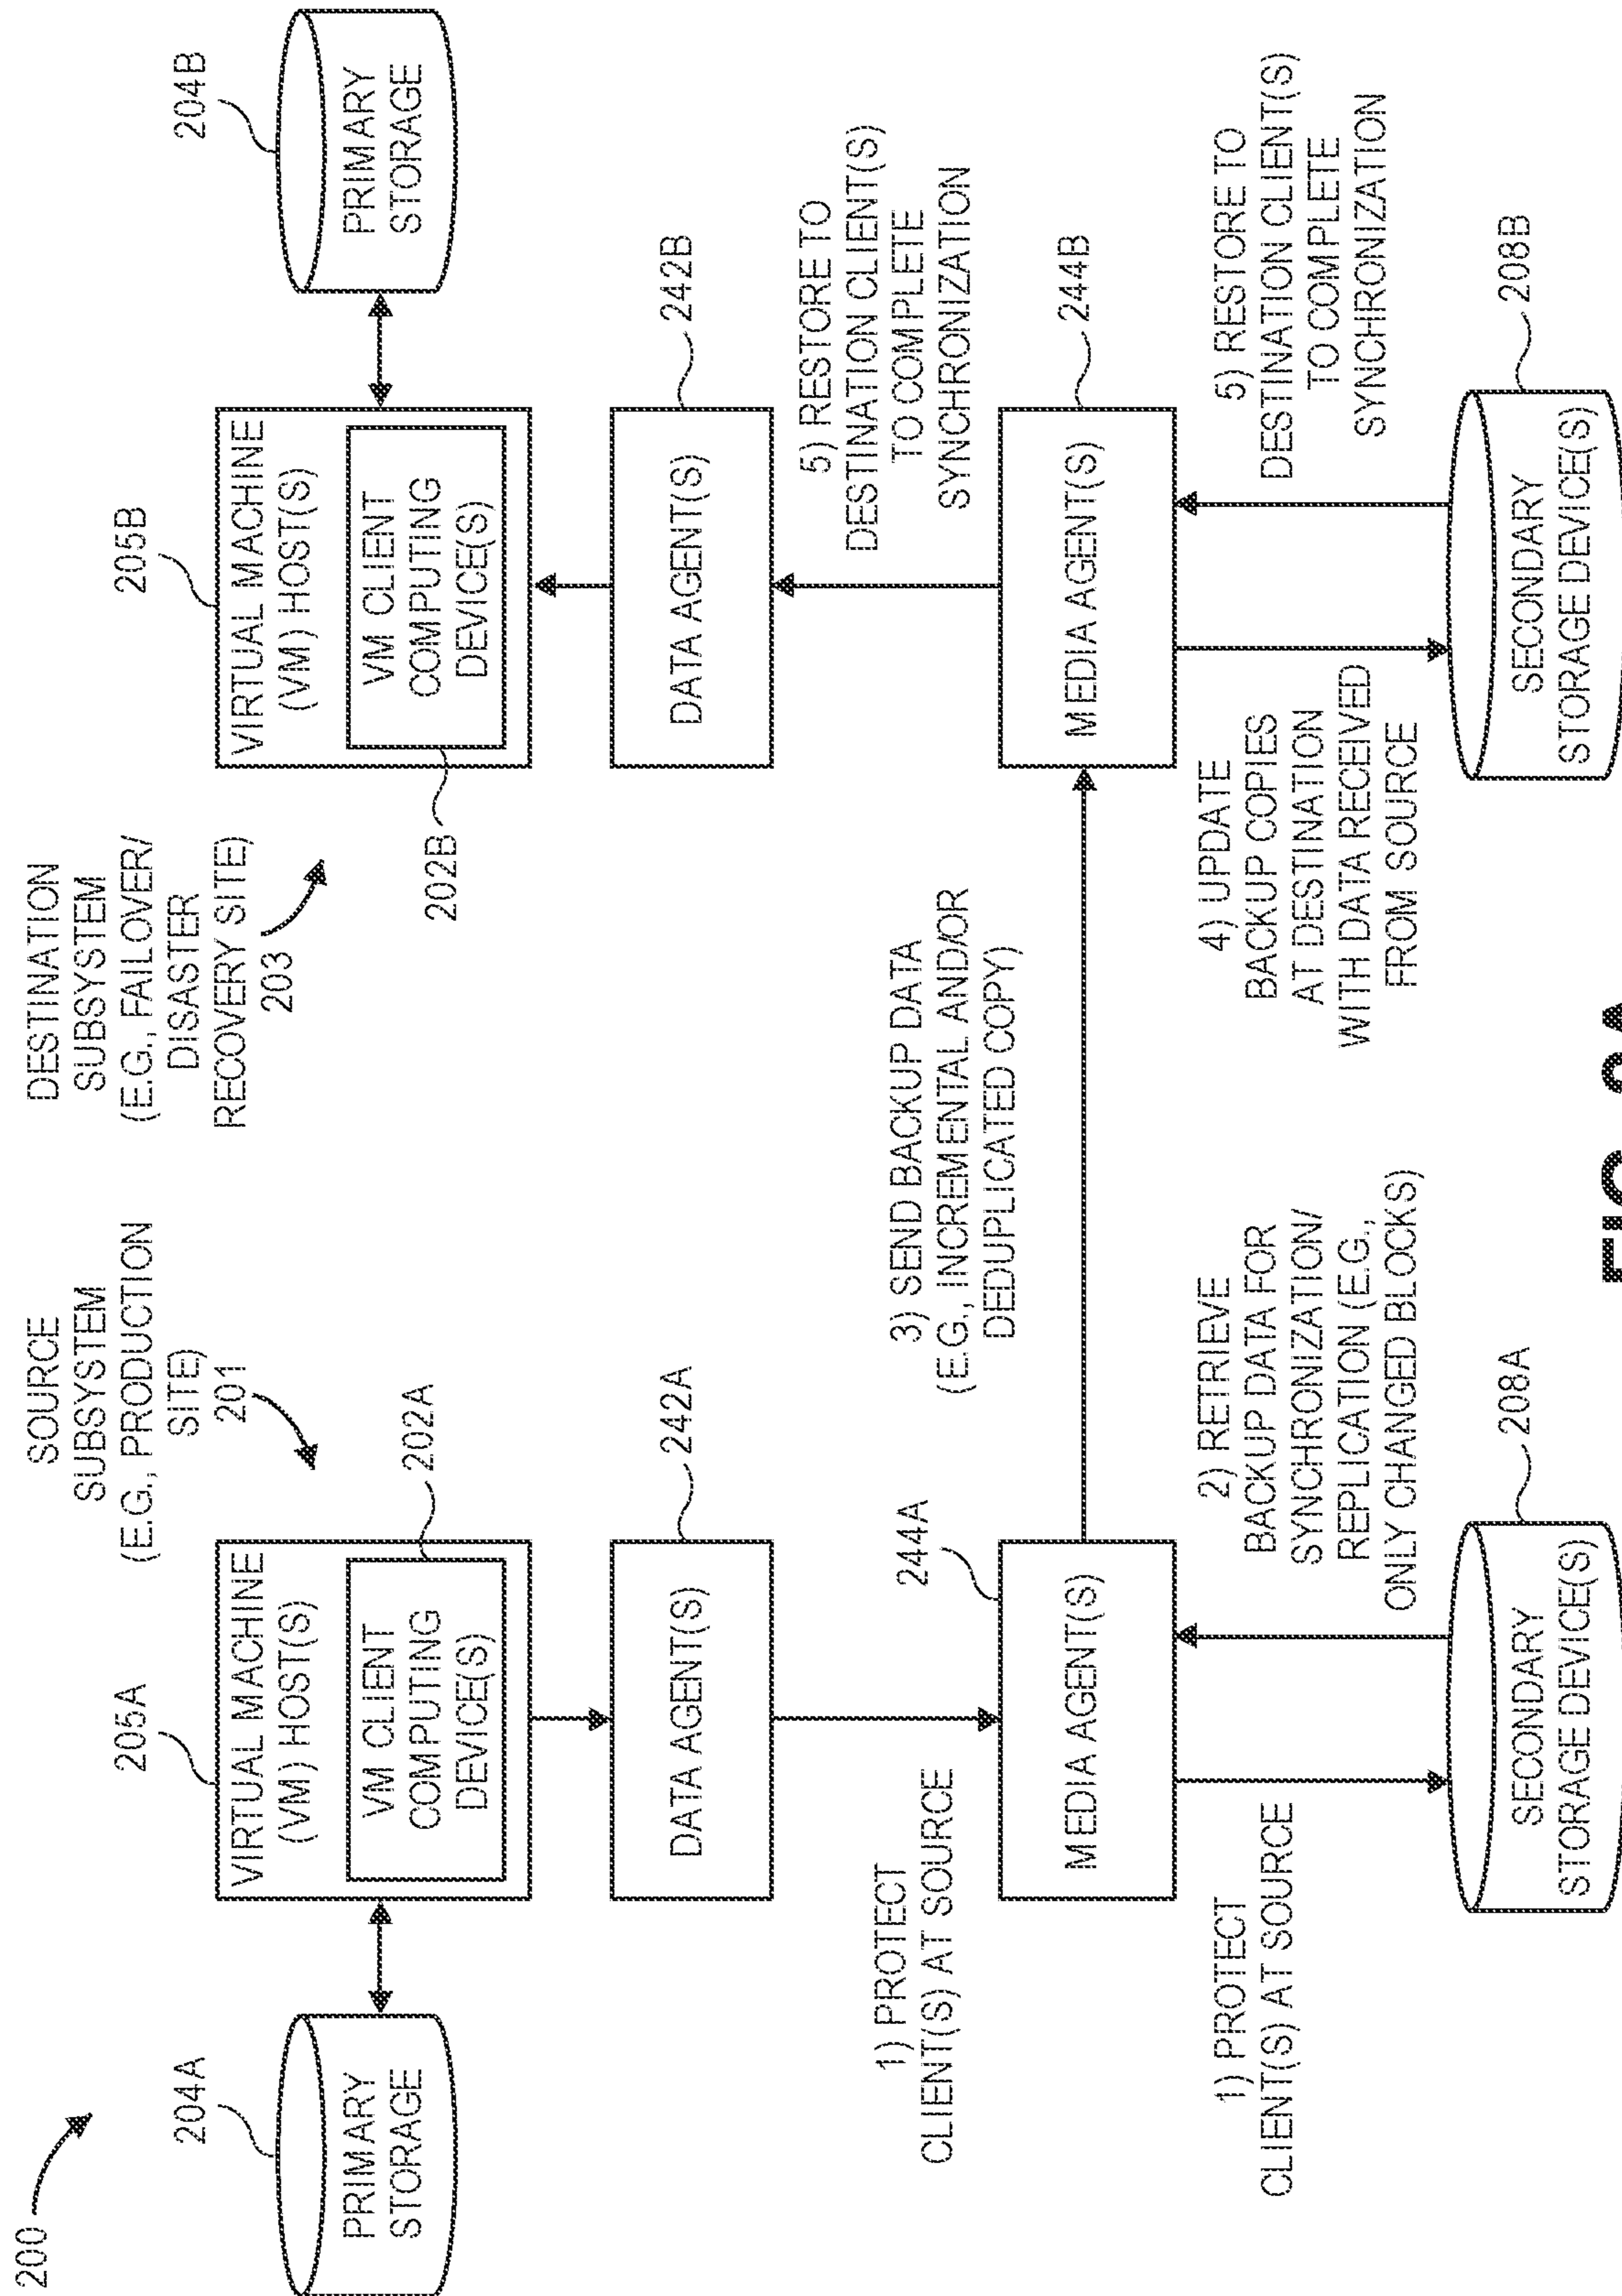 200
SOURCE
SUBSYSTEM
(E.G., PRODUCTION
SITE)
201
DESTINATION
SUBSYSTEM
(E.G., FAILOVER/
DISASTER
RECOVERY SITE)
203
204A
PRIMARY
STORAGE
205A
VIRTUAL MACHINE
(VM) HOST(S)
VM CLIENT
COMPUTING
DEVICE(S)
202A
205B
VIRTUAL MACHINE
(VM) HOST(S)
VM CLIENT
COMPUTING
DEVICE(S)
202B
204B
PRIMARY
STORAGE
DATA AGENT(S)
242A
DATA AGENT(S)
242B
1) PROTECT
CLIENT(S) AT SOURCE
244A
MEDIA AGENT(S)
3) SEND BACKUP DATA
(E.G., INCREMENTAL AND/OR
DEDUPLICATED COPY)
5) RESTORE TO
DESTINATION CLIENT(S)
TO COMPLETE
SYNCHRONIZATION
MEDIA AGENT(S)
244B
1) PROTECT
CLIENT(S) AT SOURCE
2) RETRIEVE
BACKUP DATA FOR
SYNCHRONIZATION/
REPLICATION (E.G.,
ONLY CHANGED BLOCKS)
4) UPDATE
BACKUP COPIES
AT DESTINATION
WITH DATA RECEIVED
FROM SOURCE
5) RESTORE TO
DESTINATION CLIENT(S)
TO COMPLETE
SYNCHRONIZATION
SECONDARY
STORAGE DEVICE(S)
208A
SECONDARY
STORAGE DEVICE(S)
208B
FIG.